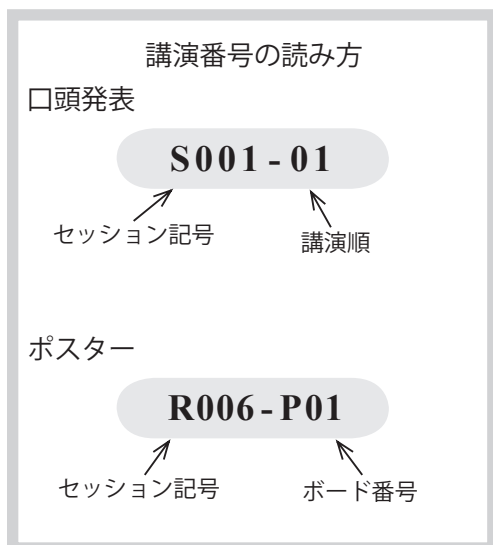 講演番号の読み方
口頭発表
S001-01
セッション記号
講演順
ポスター
R006-P01
セッション記号
ボード番号